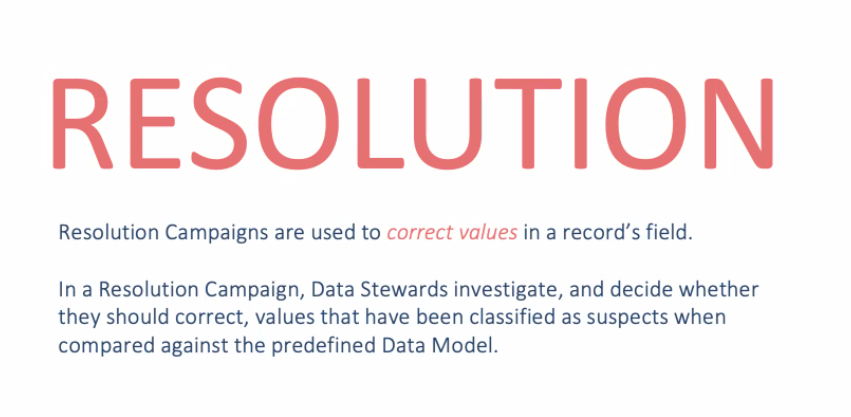 RESOLUTION
Resolution Campaigns are used to correct values in a record’s field.
In a Resolution Campaign, Data Stewards investigate, and decide whether
they should correct, values that have been classified as suspects when
compared against the predefined Data Model.